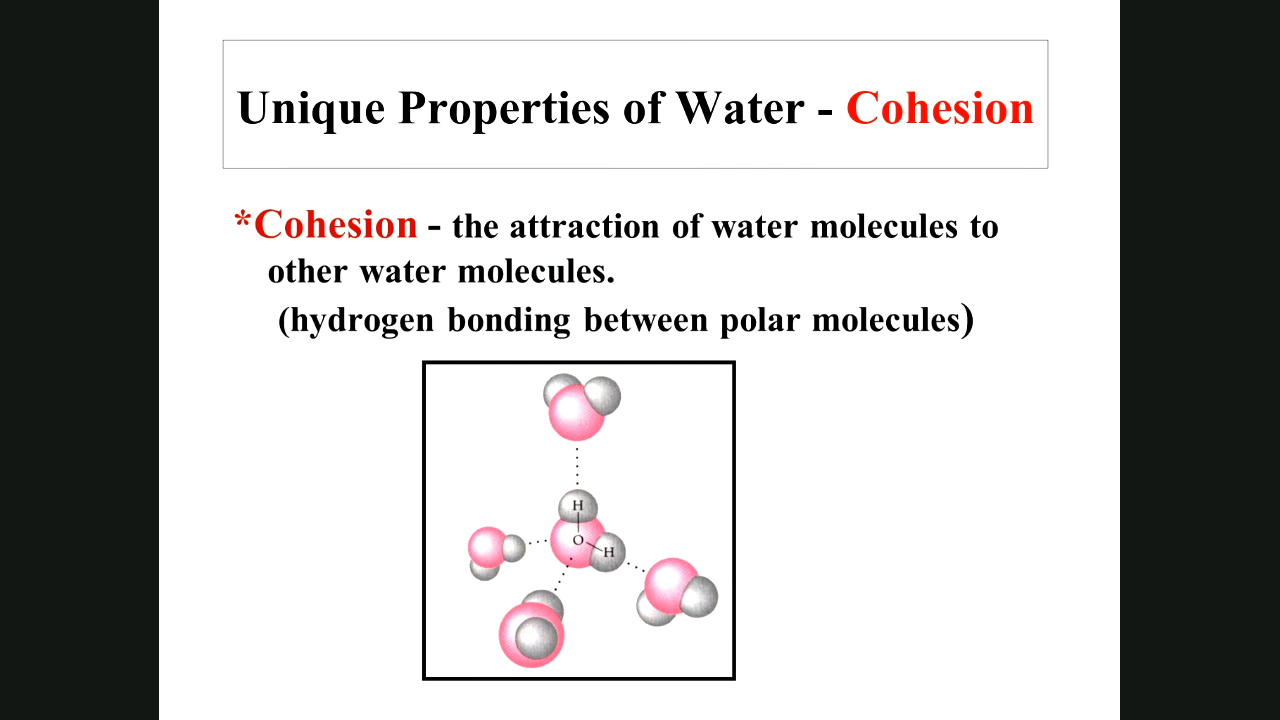 Unique Properties of Water - Cohesion
*Cohesion - the attraction of water molecules to
other water molecules.
(hydrogen bonding between polar molecules)
H
O
H